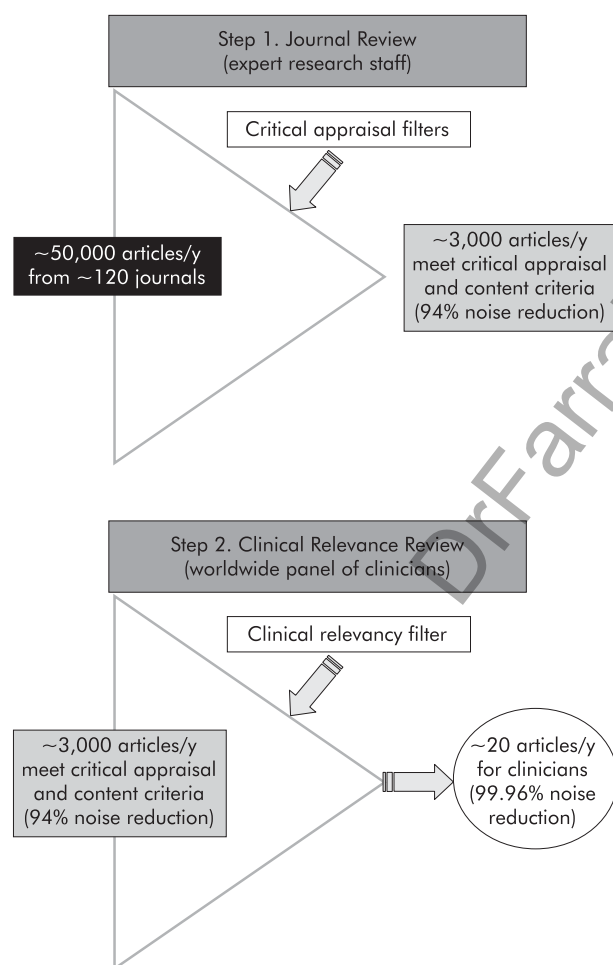 Step 1. Journal Review
(expert research staff)
Critical appraisal filters
~50,000 articles/y
from ~120 journals
~3,000 articles/y
meet critical appraisal
and content criteria
(94% noise reduction)
Step 2. Clinical Relevance Review
(worldwide panel of clinicians)
Clinical relevancy filter
~3,000 articles/y
meet critical appraisal
and content criteria
(94% noise reduction)
~20 articles/y
for clinicians
(99.96% noise
reduction)